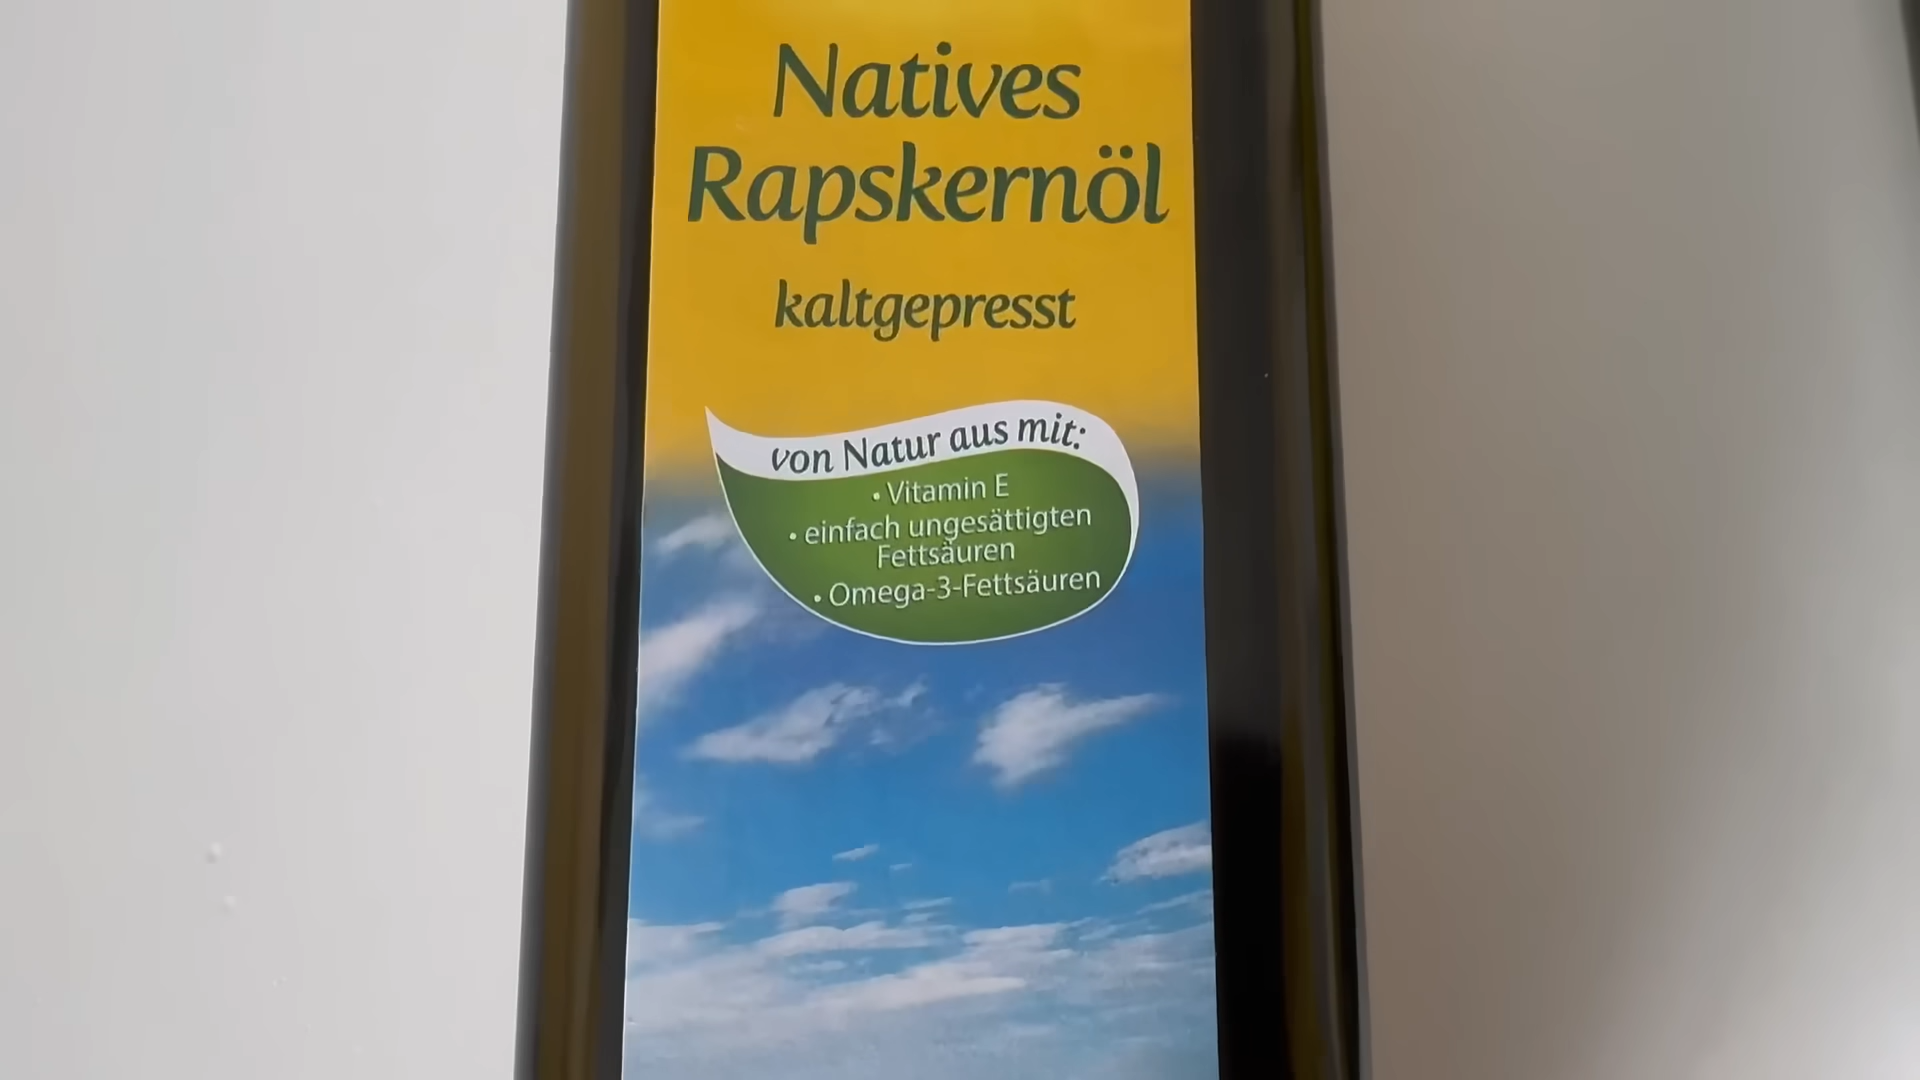 Natives
Rapskernöl
kaltgepresst
von Natur aus mit:
• Vitamin E
• einfach ungesättigten
Fettsäuren
• Omega-3-Fettsäuren